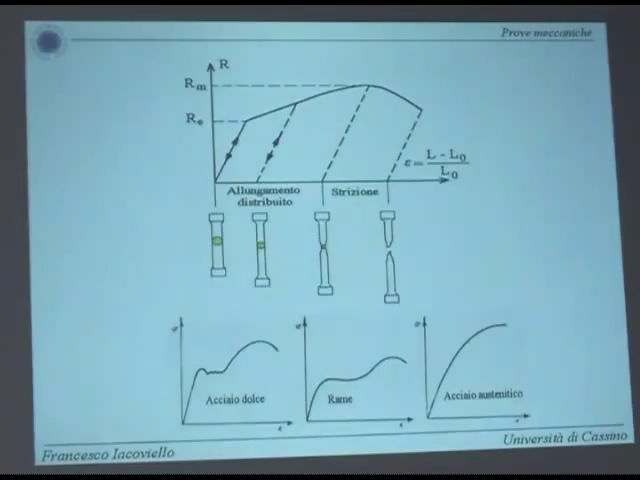 Prove meccaniche
R
Rm
Re
ε = L - L0
L0
Allungamento
distribuito
Strizione
σ
σ
σ
Acciaio dolce
Rame
Acciaio austenitico
ε
ε
Francesco Iacoviello
Università di Cassino